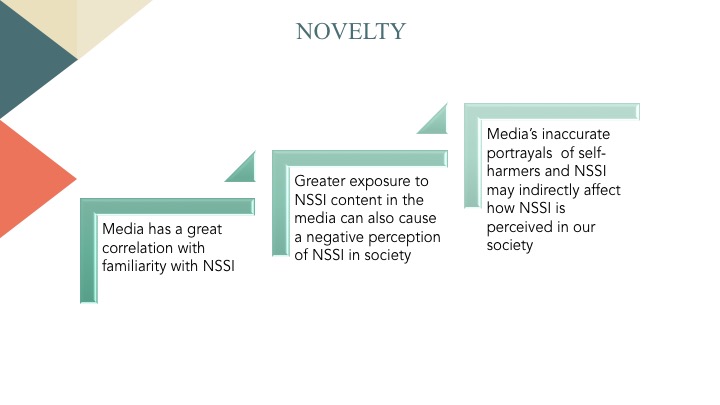 NOVELTY
Media has a great
correlation with
familiarity with NSSI
Greater exposure to
NSSI content in the
media can also cause
a negative perception
of NSSI in society
Media’s inaccurate
portrayals  of self-
harmers and NSSI
may indirectly affect
how NSSI is
perceived in our
society